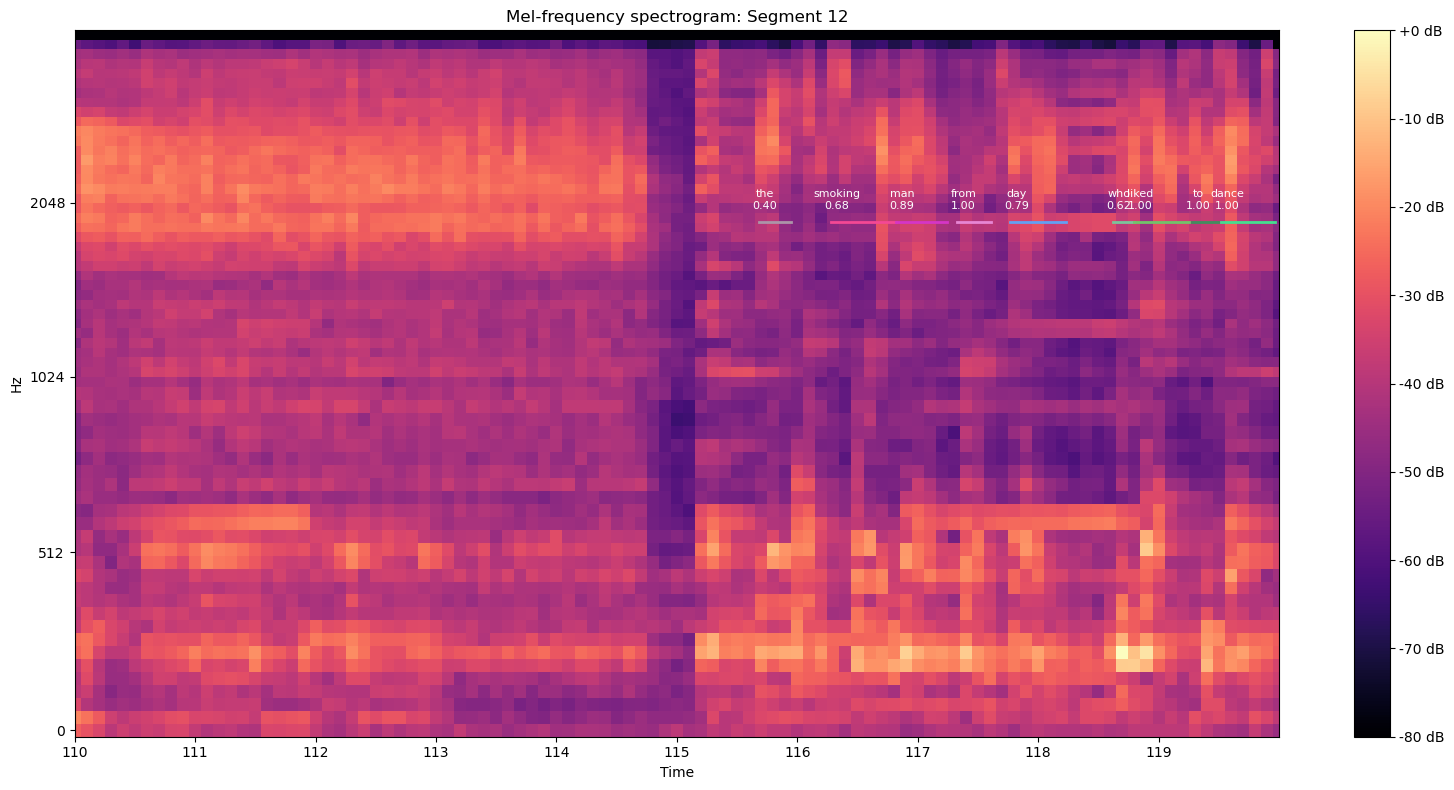 Mel-frequency spectrogram: Segment 12
+0 dB
-10 dB
-20 dB
-30 dB
-40 dB
-50 dB
-60 dB
-70 dB
-80 dB
Hz
2048
1024
512
0
the smoking man from day who liked to dance
0.40 0.68 0.89 1.00 0.79 0.62 1.00 1.00 1.00
110 111 112 113 114 115 116 117 118 119
Time